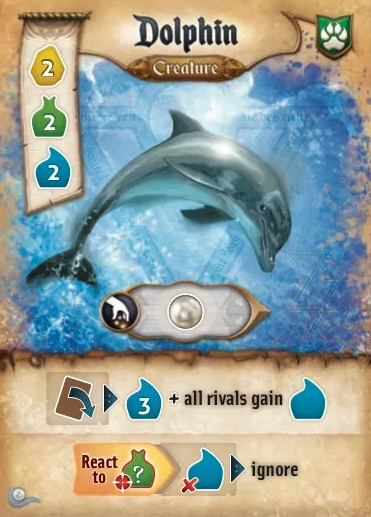 Dolphin
Creature
2
2
2
3 + all rivals gain
React
to ? ignore